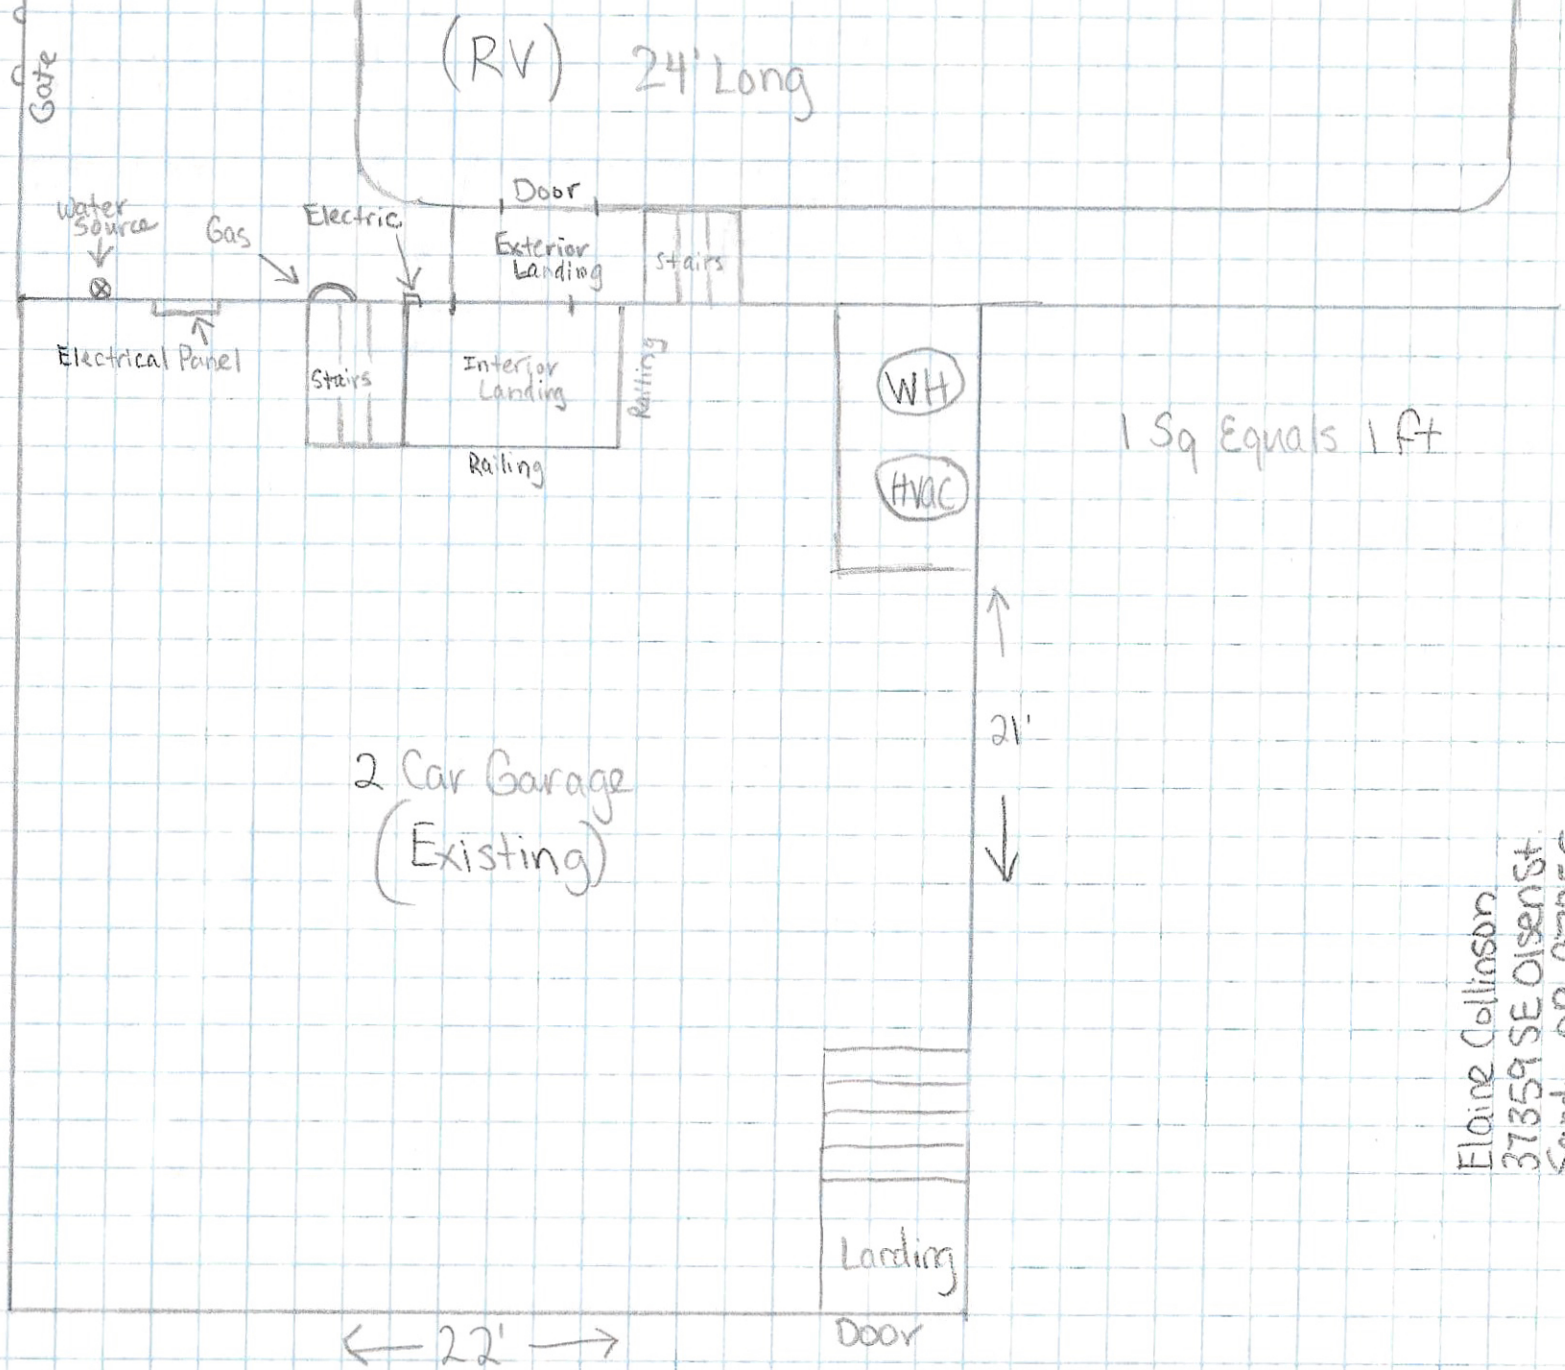 (RV) 24' Long
Gate
Door
Water
Source
Gas
Electric
Exterior
Landing
Stairs
Electrical Panel
Stairs
Interior
Landing
Railing
Railing
WH
HVAC
1 Sq Equals 1 ft
21'
2 Car Garage
(Existing)
Elaine Collinson
37359 SE Olsen St.
Landing
22'
Door